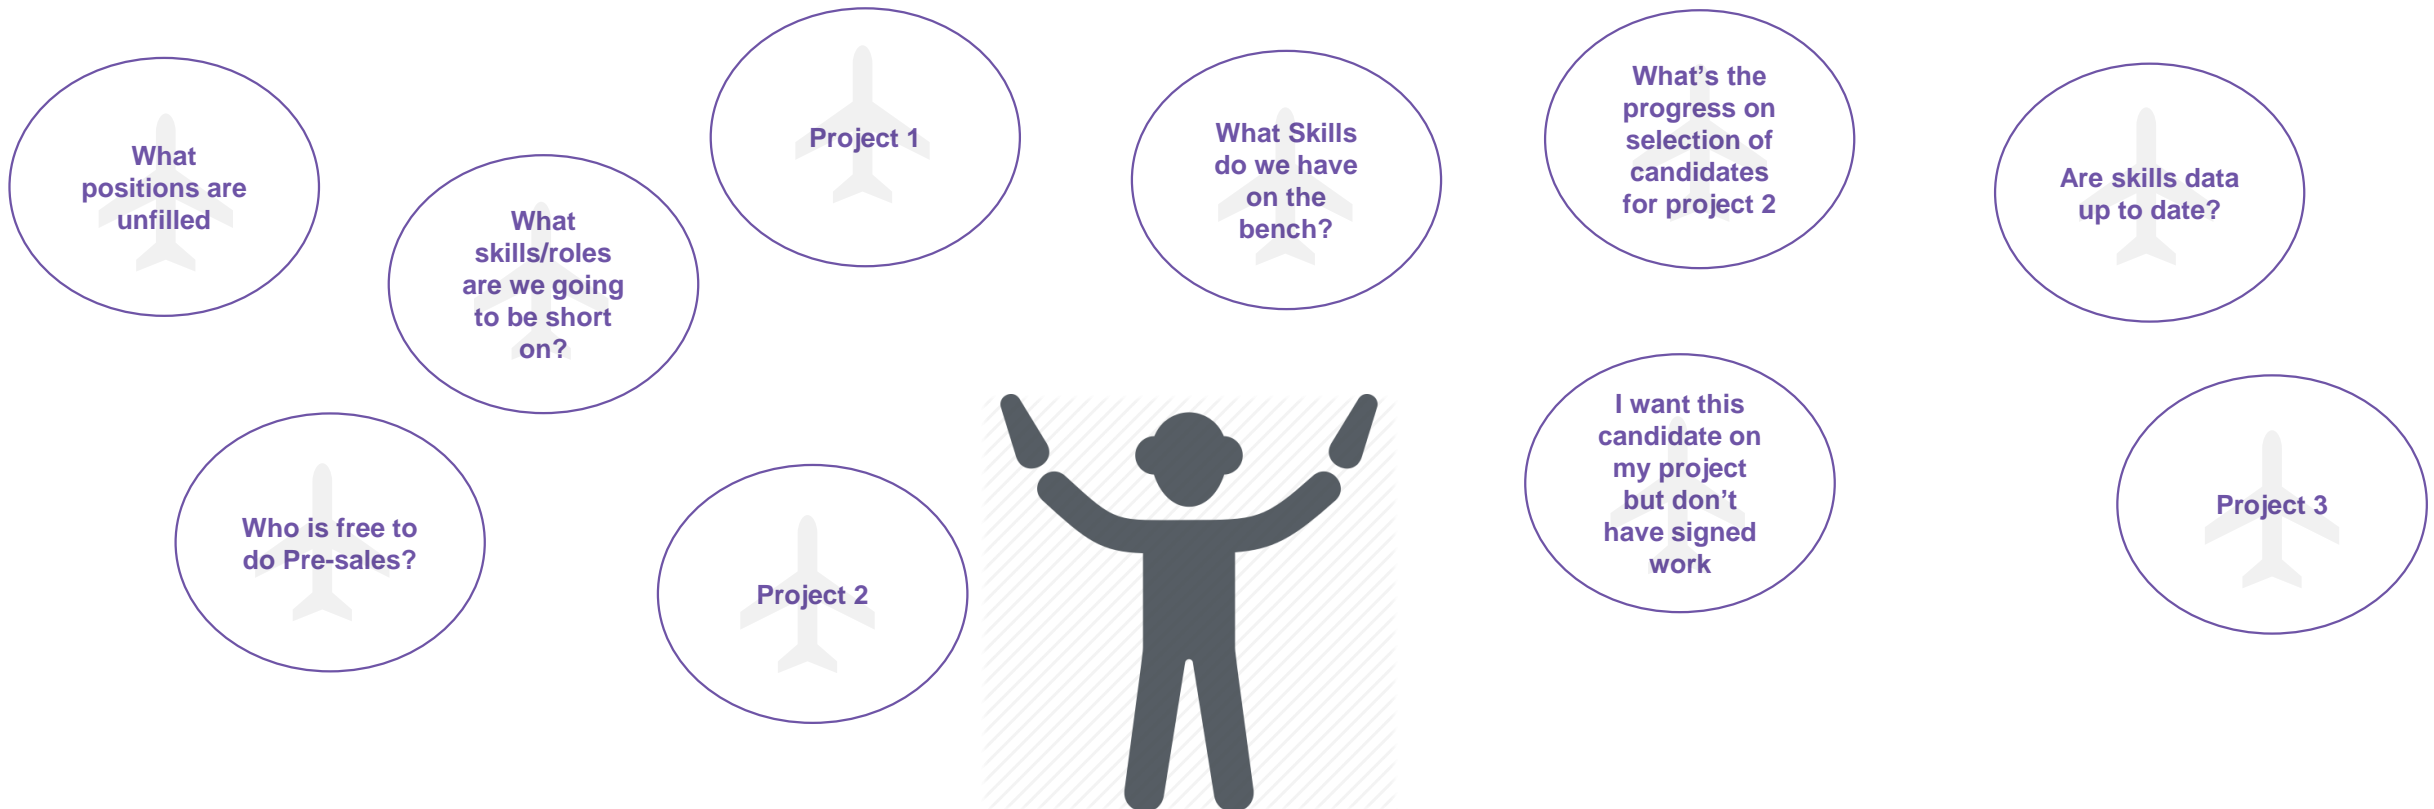 What
positions are
unfilled
What
skills/roles
are we going
to be short
on?
Project 1
What Skills
do we have
on the
bench?
What’s the
progress on
selection of
candidates
for project 2
Are skills data
up to date?
Who is free to
do Pre-sales?
Project 2
I want this
candidate on
my project
but don’t
have signed
work
Project 3